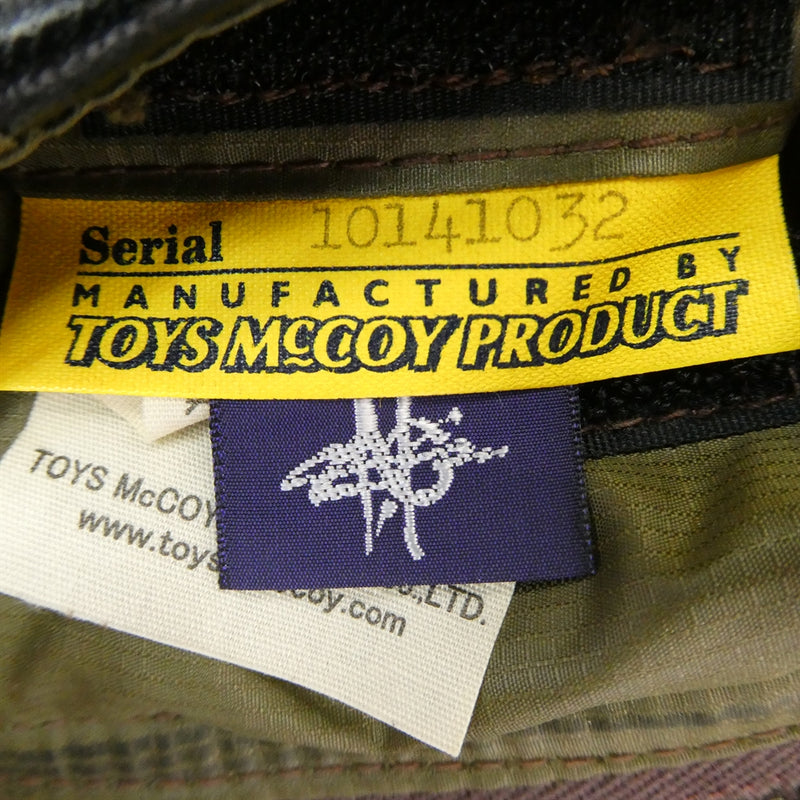 Serial 10141032
MANUFACTURED BY
TOYS McCOY PRODUCT
TOYS McCOY
www.toys
,LTD.
coy.com